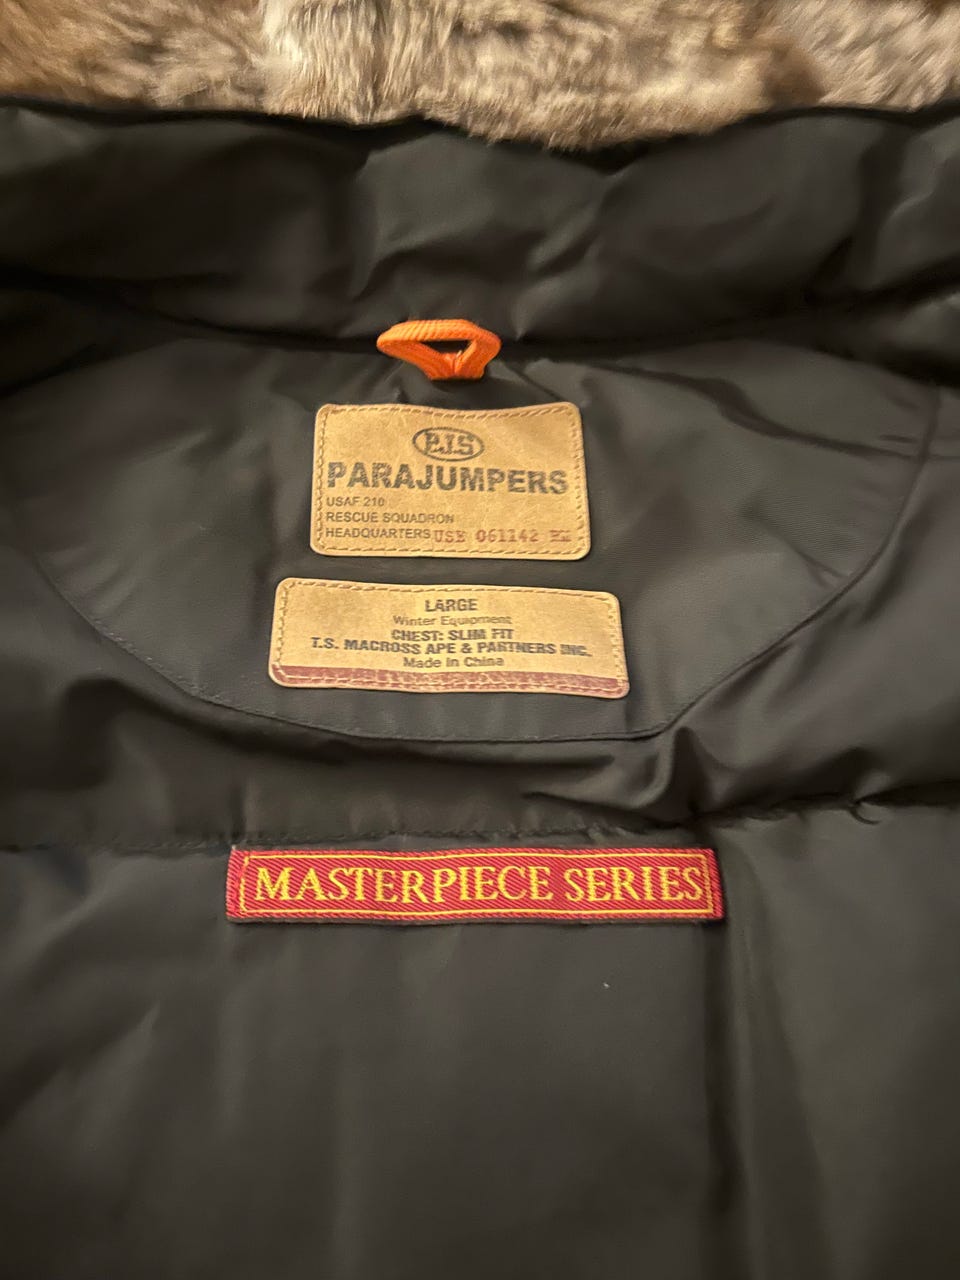 PJS
PARAJUMPERS
USAF 210
RESCUE SQUADRON
HEADQUARTERS USE 061142
LARGE
Winter Equipment
CHEST: SLIM FIT
T.S. MACROSS APE & PARTNERS INC.
Made in China
MASTERPIECE SERIES